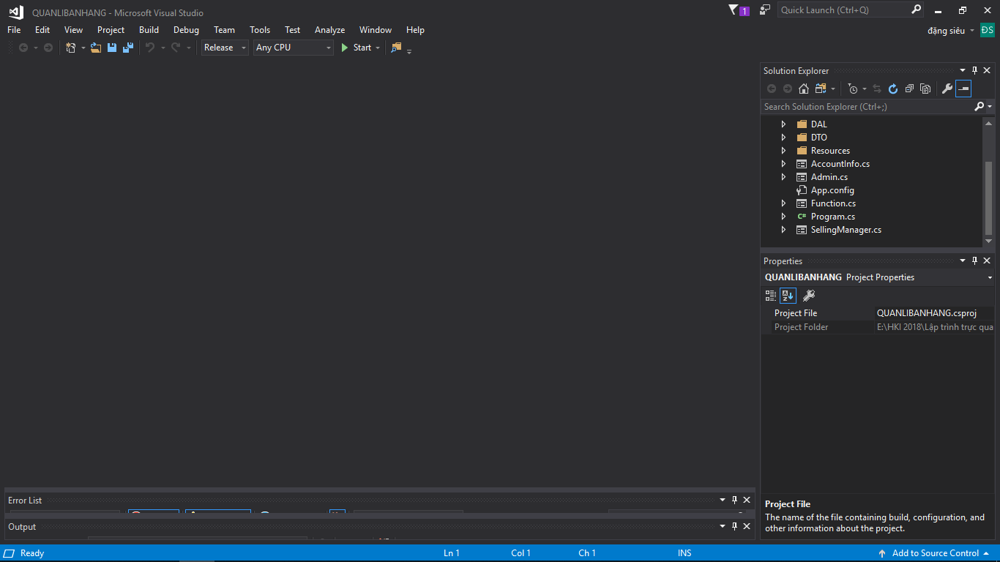 QUANLIBANHANG - Microsoft Visual Studio
1
Quick Launch (Ctrl+Q)
File Edit View Project Build Debug Team Tools Test Analyze Window Help
đặng siêu ĐS
Release Any CPU Start
Solution Explorer
Search Solution Explorer (Ctrl+;)
DAL
DTO
Resources
AccountInfo.cs
Admin.cs
App.config
Function.cs
C# Program.cs
SellingManager.cs
Properties
QUANLIBANHANG Project Properties
Project File QUANLIBANHANG.csproj
Project Folder E:\HKI 2018\Lập trình trực qua
Project File
The name of the file containing build, configuration, and
other information about the project.
Error List
Output
Ready Ln 1 Col 1 Ch 1 INS Add to Source Control